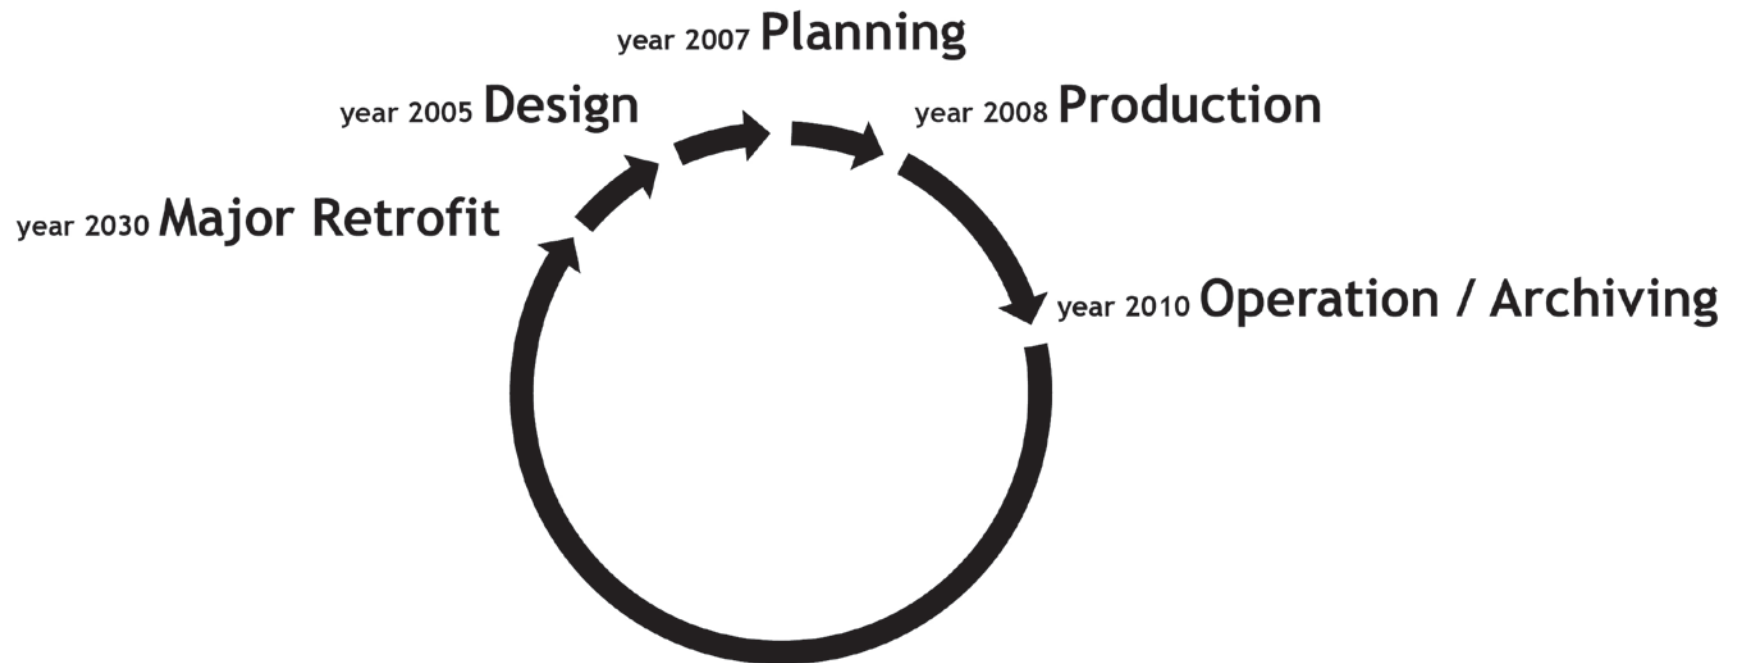 year 2007 Planning
year 2005 Design
year 2008 Production
year 2030 Major Retrofit
year 2010 Operation / Archiving